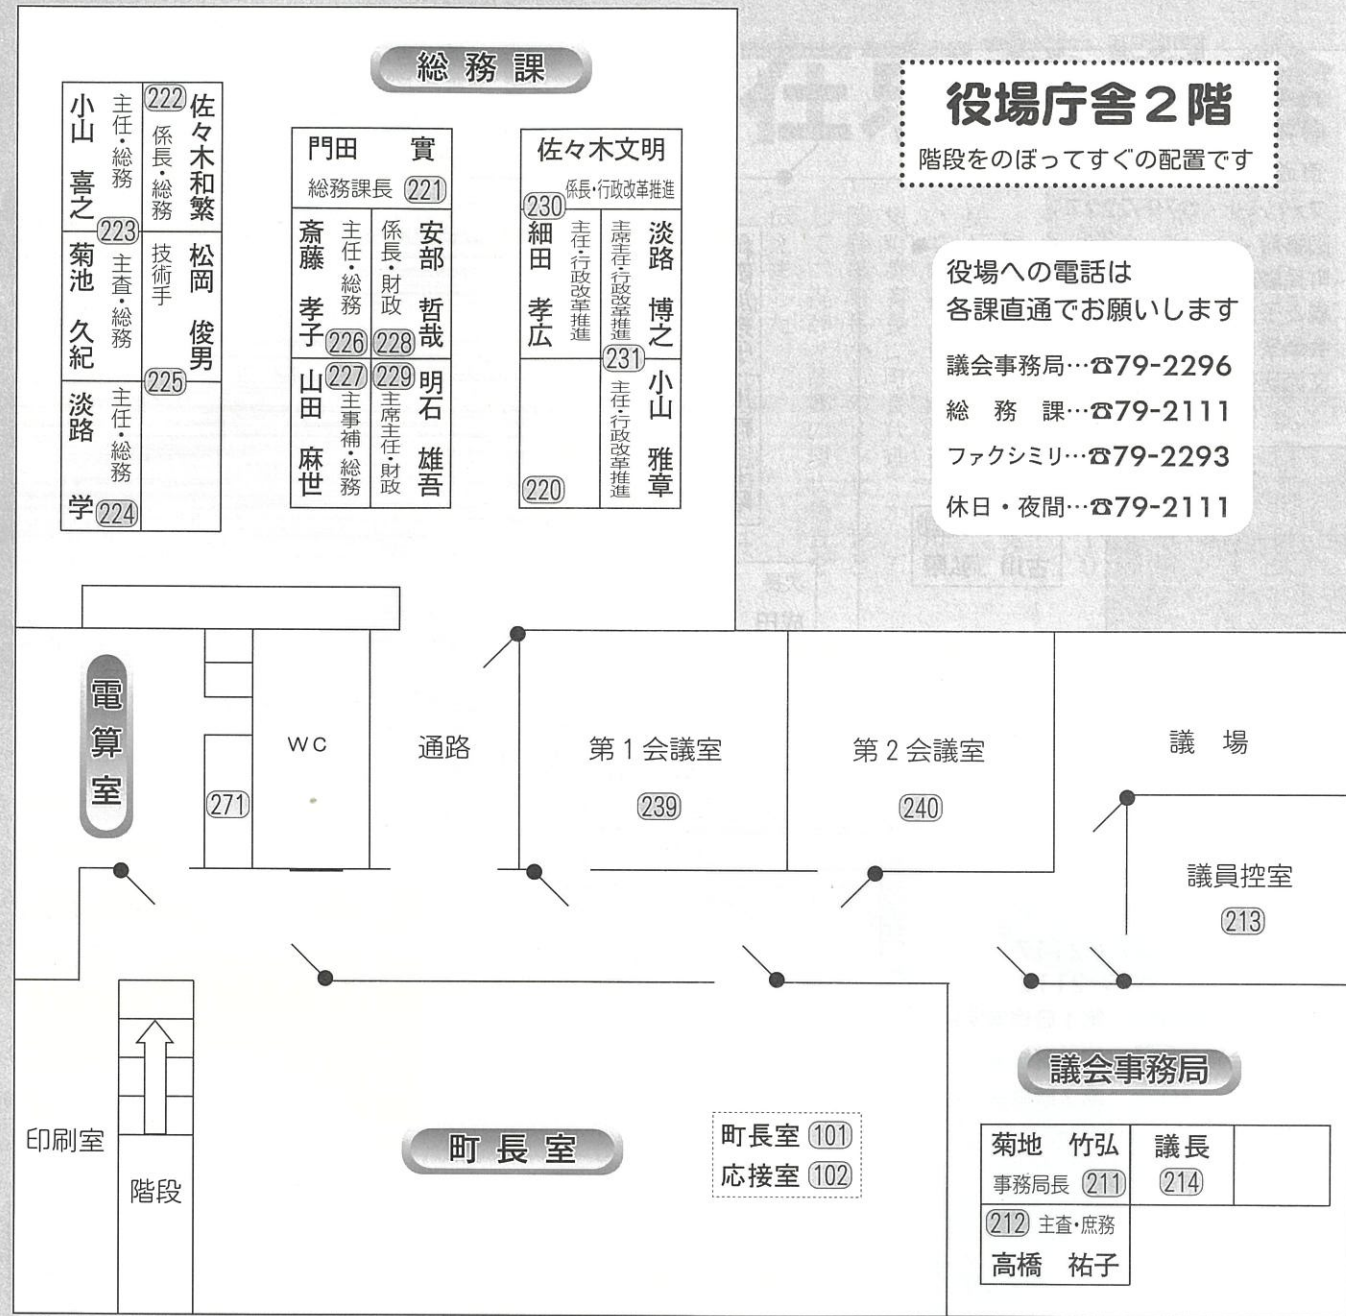 役場庁舎2階
階段をのぼってすぐの配置です
役場への電話は
各課直通でお願いします
議会事務局…☎79-2296
総務課…☎79-2111
ファクシミリ…☎79-2293
休日・夜間…☎79-2111
総務課
小山 喜之
主任・総務
222
係長・総務
佐々木和繁
223
菊池 久紀
主査・総務
技術手
松岡 俊男
225
淡路 学
主任・総務
224
門田 實
総務課長 221
斎藤 孝子
主任・総務
226
係長・財政
安部 哲哉
228
山田 麻世
227
主事補・総務
229
主席主任・財政
明石 雄吾
佐々木文明
係長・行政改革推進
230
細田 孝広
主任・行政改革推進
主席主任・行政改革推進
淡路 博之
231
主任・行政改革推進
小山 雅章
220
電算室
271
WC
通路
第1会議室
239
第2会議室
240
議場
議員控室
213
印刷室
階段
町長室
町長室 101
応接室 102
議会事務局
菊地 竹弘
事務局長 211
議長
214
212 主査・庶務
高橋 祐子